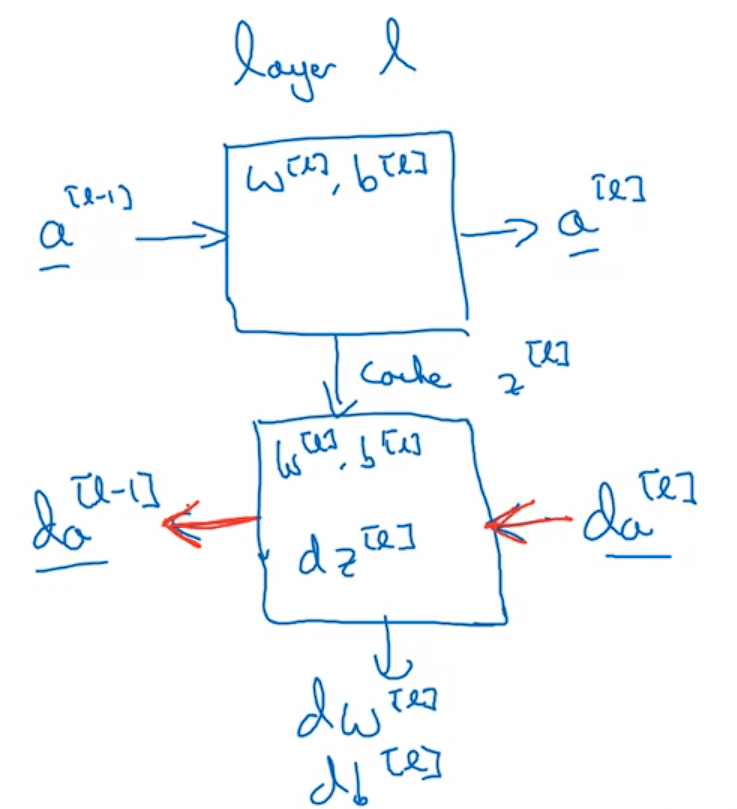 layer l
w^[l], b^[l]
a^[l-1]
a^[l]
cache z^[l]
w^[l], b^[l]
da^[l-1]
dz^[l]
da^[l]
dw^[l]
db^[l]